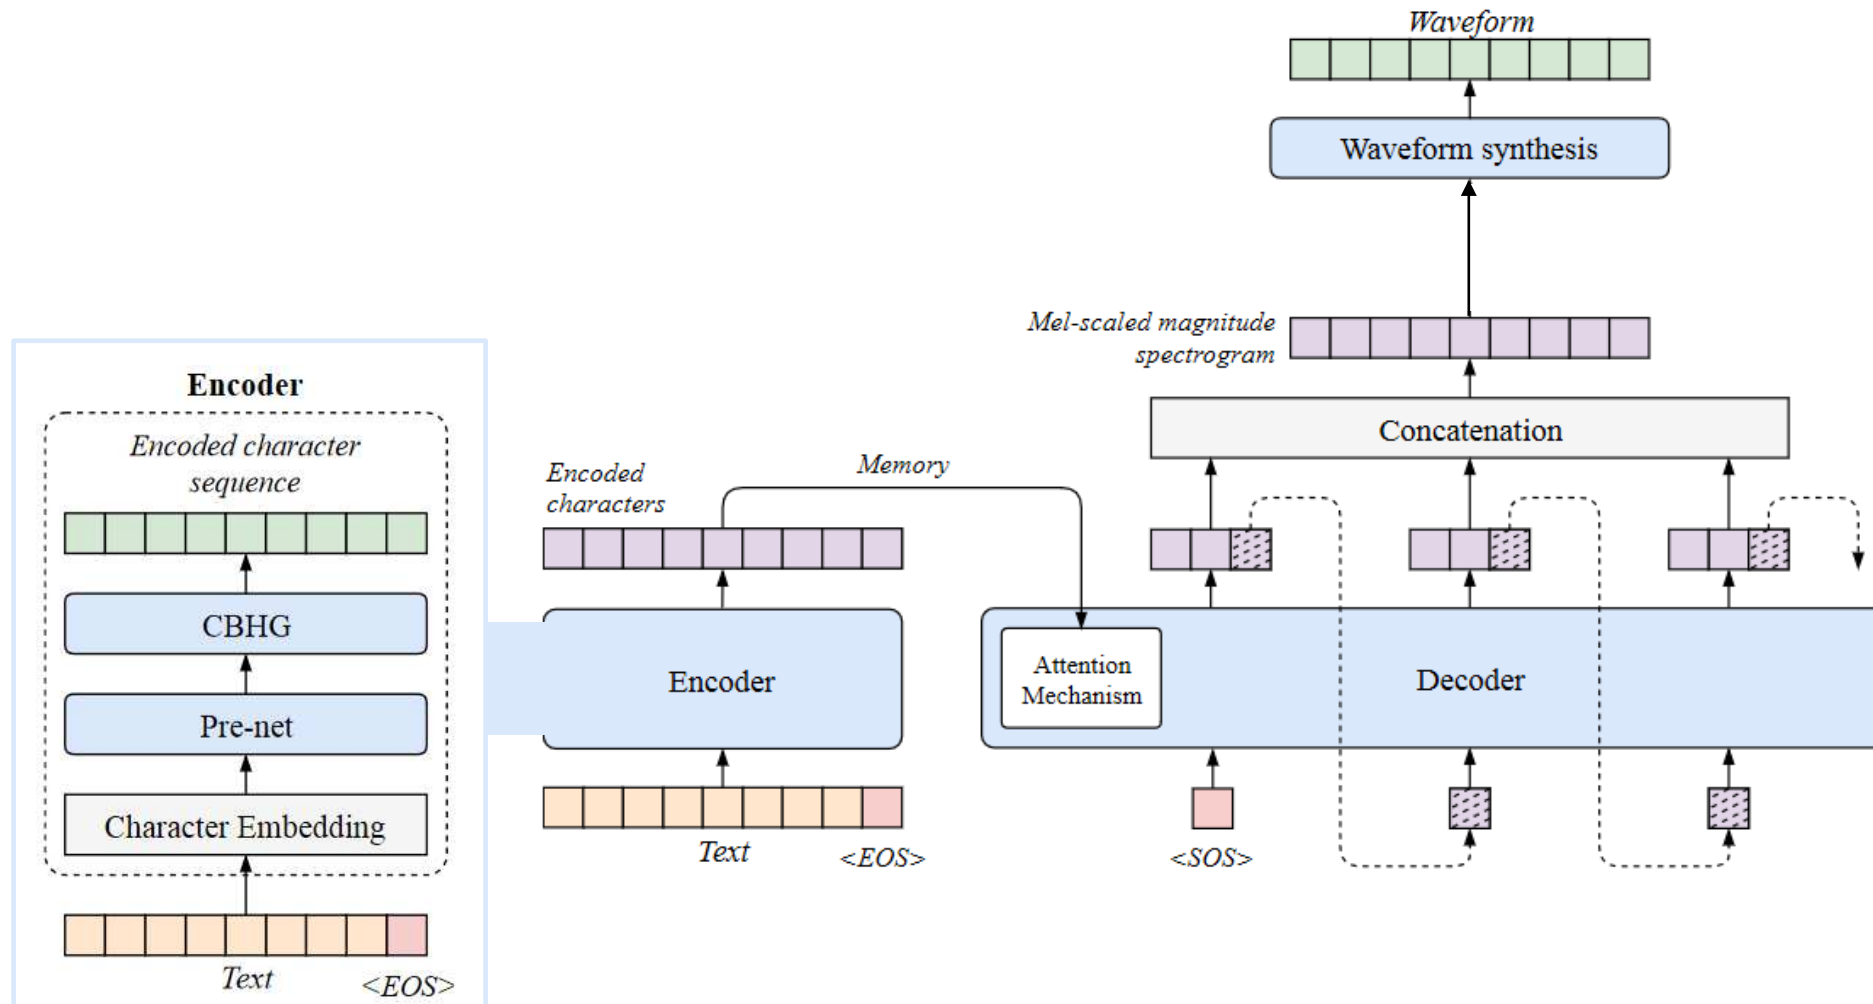 Waveform
Waveform synthesis
Mel-scaled magnitude
spectrogram
Concatenation
Encoder
Encoded character
sequence
CBHG
Pre-net
Character Embedding
Text
<EOS>
Encoded
characters
Memory
Encoder
Text
<EOS>
Attention
Mechanism
Decoder
<SOS>